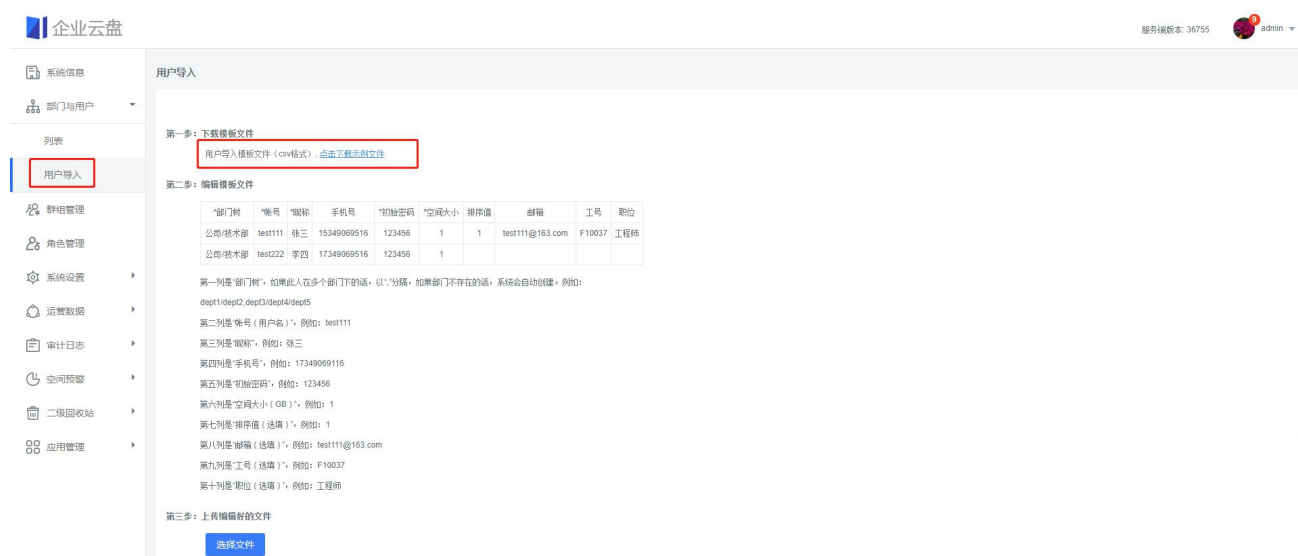 企业云盘
服务端版本: 36755
9
admin
系统信息
部门与用户
列表
用户导入
群组管理
角色管理
系统设置
运营数据
审计日志
空间预警
二级回收站
应用管理
用户导入
第一步：下载模板文件
用户导入模板文件（csv格式）, 点击下载示例文件
第二步：编辑模板文件
*部门树 *帐号 *昵称 手机号 *初始密码 *空间大小 排序值 邮箱 工号 职位
公司/技术部 test111 张三 15349069516 123456 1 1 test111@163.com F10037 工程师
公司/技术部 test222 李四 17349069516 123456 1
第一列是“部门树”，如果此人在多个部门下的话，以“,”分隔，如果部门不存在的话，系统会自动创建。例如：
dept1/dept2,dept3/dept4/dept5
第二列是“帐号（用户名）”，例如：test111
第三列是“昵称”，例如：张三
第四列是“手机号”，例如：17349069116
第五列是“初始密码”，例如：123456
第六列是“空间大小（GB）”，例如：1
第七列是“排序值（选填）”，例如：1
第八列是“邮箱（选填）”，例如：test111@163.com
第九列是“工号（选填）”，例如：F10037
第十列是“职位（选填）”，例如：工程师
第三步：上传编辑好的文件
选择文件